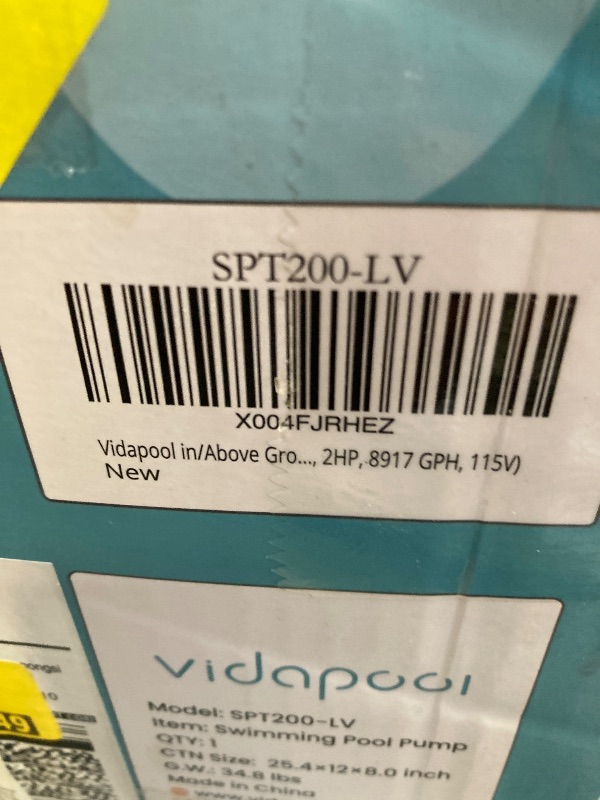 SPT200-LV
X004FJRHEZ
Vidapool in/Above Gro..., 2HP, 8917 GPH, 115V)
New
vidapool
Model: SPT200-LV
Item: Swimming Pool Pump
QTY: 1
CTN Size: 25.4×12×8.0 inch
G.W.: 34.8 lbs
Made in China